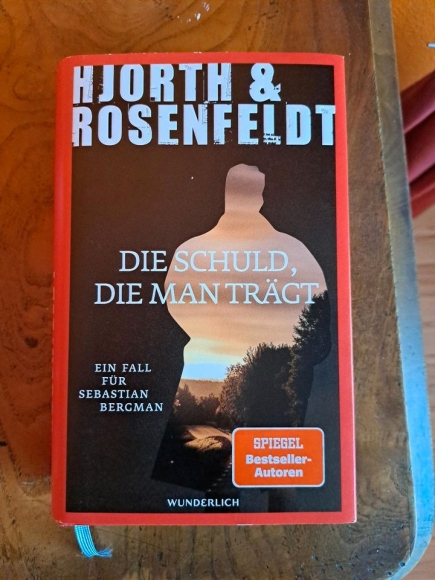 HJORTH &
ROSENFELDT
DIE SCHULD,
DIE MAN TRÄGT
EIN FALL
FÜR
SEBASTIAN
BERGMAN
SPIEGEL
Bestseller-
Autoren
WUNDERLICH